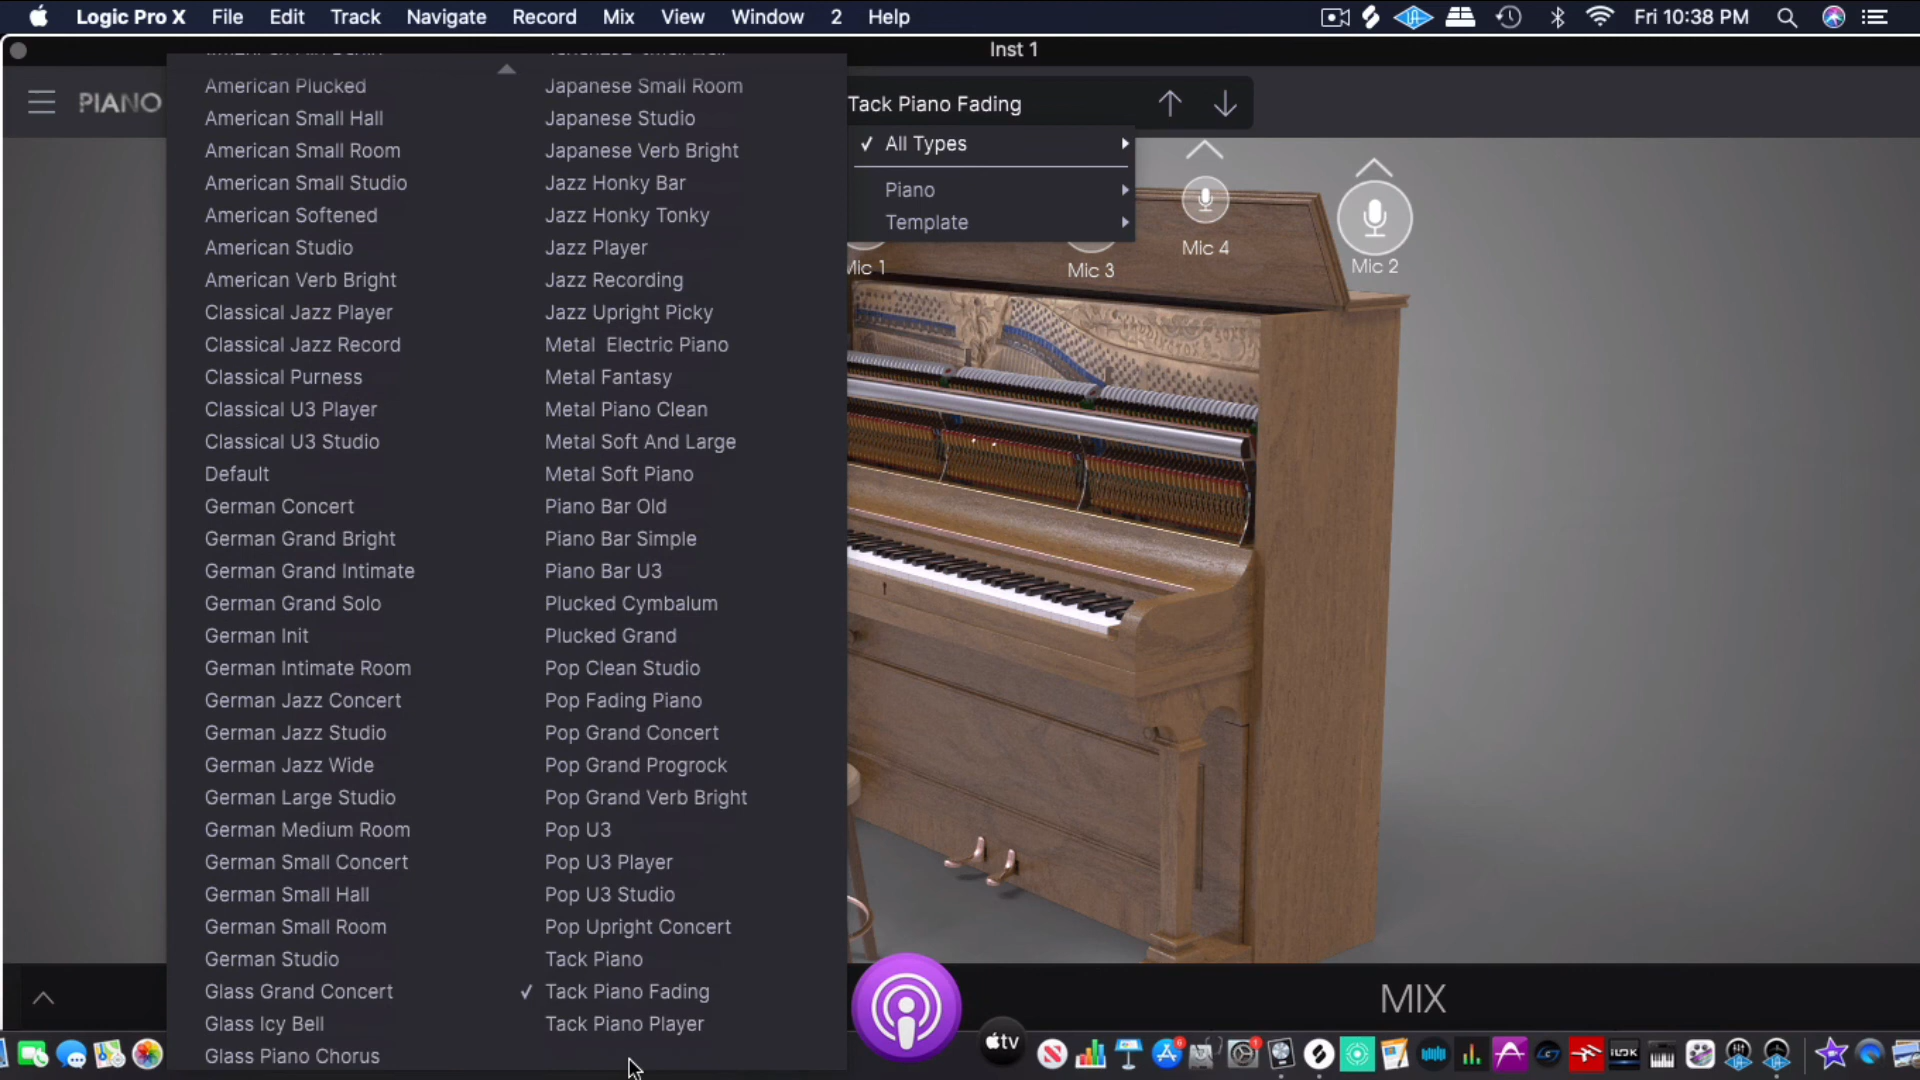 Logic Pro X File Edit Track Navigate Record Mix View Window 2 Help
Fri 10:38 PM
Inst 1
PIANO
Tack Piano Fading
✓ All Types
Piano
Template
Mic 1
Mic 3
Mic 4
Mic 2
American Plucked
American Small Hall
American Small Room
American Small Studio
American Softened
American Studio
American Verb Bright
Classical Jazz Player
Classical Jazz Record
Classical Purness
Classical U3 Player
Classical U3 Studio
Default
German Concert
German Grand Bright
German Grand Intimate
German Grand Solo
German Init
German Intimate Room
German Jazz Concert
German Jazz Studio
German Jazz Wide
German Large Studio
German Medium Room
German Small Concert
German Small Hall
German Small Room
German Studio
Glass Grand Concert
Glass Icy Bell
Glass Piano Chorus
Japanese Small Room
Japanese Studio
Japanese Verb Bright
Jazz Honky Bar
Jazz Honky Tonky
Jazz Player
Jazz Recording
Jazz Upright Picky
Metal Electric Piano
Metal Fantasy
Metal Piano Clean
Metal Soft And Large
Metal Soft Piano
Piano Bar Old
Piano Bar Simple
Piano Bar U3
Plucked Cymbalum
Plucked Grand
Pop Clean Studio
Pop Fading Piano
Pop Grand Concert
Pop Grand Progrock
Pop Grand Verb Bright
Pop U3
Pop U3 Player
Pop U3 Studio
Pop Upright Concert
Tack Piano
✓ Tack Piano Fading
Tack Piano Player
MIX
tv